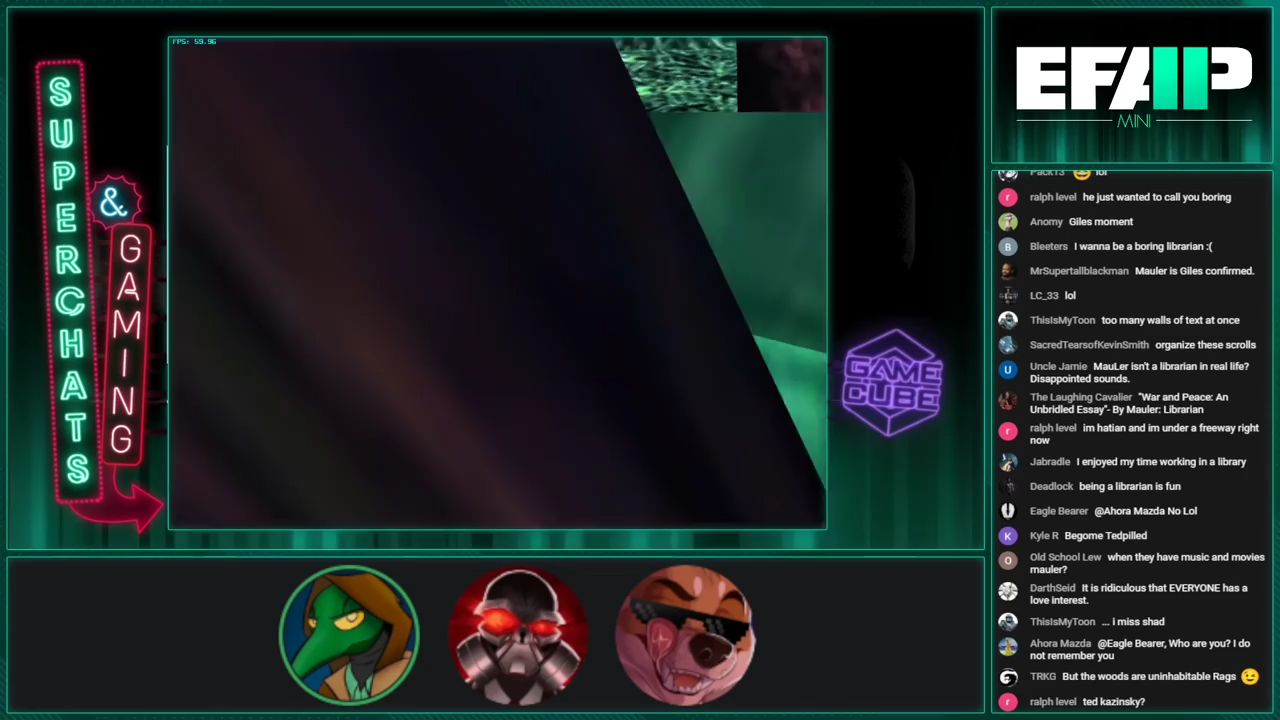 FPS: 59.96
SUPERCHATS
&
GAMING
GAME
CUBE
EFAP
MINI
Pack13 😄 lol
ralph level he just wanted to call you boring
Anomy Giles moment
B Bleeters I wanna be a boring librarian :(
MrSupertallblackman Mauler is Giles confirmed.
LC_33 lol
ThisIsMyToon too many walls of text at once
SacredTearsofKevinSmith organize these scrolls
U Uncle Jamie MauLer isn't a librarian in real life?
Disappointed sounds.
The Laughing Cavalier "War and Peace: An
Unbridled Essay"- By Mauler: Librarian
r ralph level im hatian and im under a freeway right
now
Jabradle I enjoyed my time working in a library
Deadlock being a librarian is fun
Eagle Bearer @Ahora Mazda No Lol
K Kyle R Begome Tedpilled
O Old School Lew when they have music and movies
mauler?
DarthSeid It is ridiculous that EVERYONE has a
love interest.
ThisIsMyToon ... i miss shad
Ahora Mazda @Eagle Bearer, Who are you? I do
not remember you
TRKG But the woods are uninhabitable Rags 😉
r ralph level ted kazinsky?